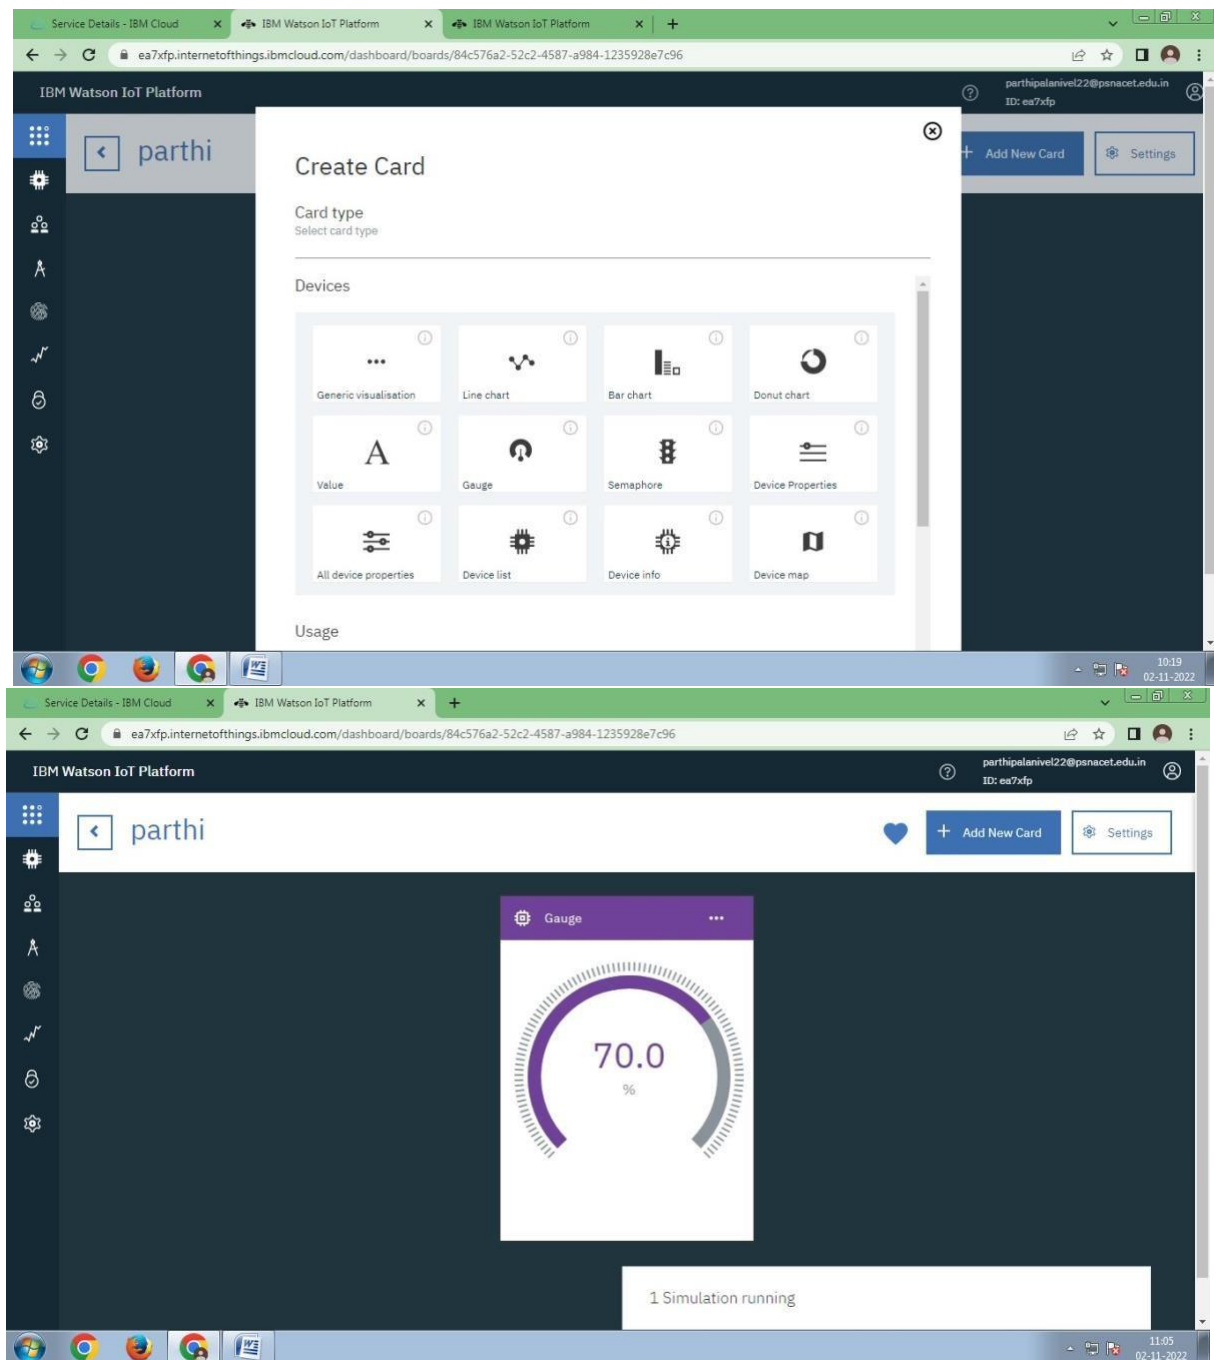 Service Details - IBM Cloud
IBM Watson IoT Platform
IBM Watson IoT Platform
ea7xfp.internetofthings.ibmcloud.com/dashboard/boards/84c576a2-52c2-4587-a984-1235928e7c96
IBM Watson IoT Platform
parthipalanivel22@psnacet.edu.in
ID: ea7xfp
parthi
Add New Card
Settings
Create Card
Card type
Select card type
Devices
Generic visualisation
Line chart
Bar chart
Donut chart
A
Value
Gauge
Semaphore
Device Properties
All device properties
Device list
Device info
Device map
Usage
10:19
02-11-2022
Service Details - IBM Cloud
IBM Watson IoT Platform
ea7xfp.internetofthings.ibmcloud.com/dashboard/boards/84c576a2-52c2-4587-a984-1235928e7c96
IBM Watson IoT Platform
parthipalanivel22@psnacet.edu.in
ID: ea7xfp
parthi
Add New Card
Settings
Gauge
70.0
%
1 Simulation running
11:05
02-11-2022